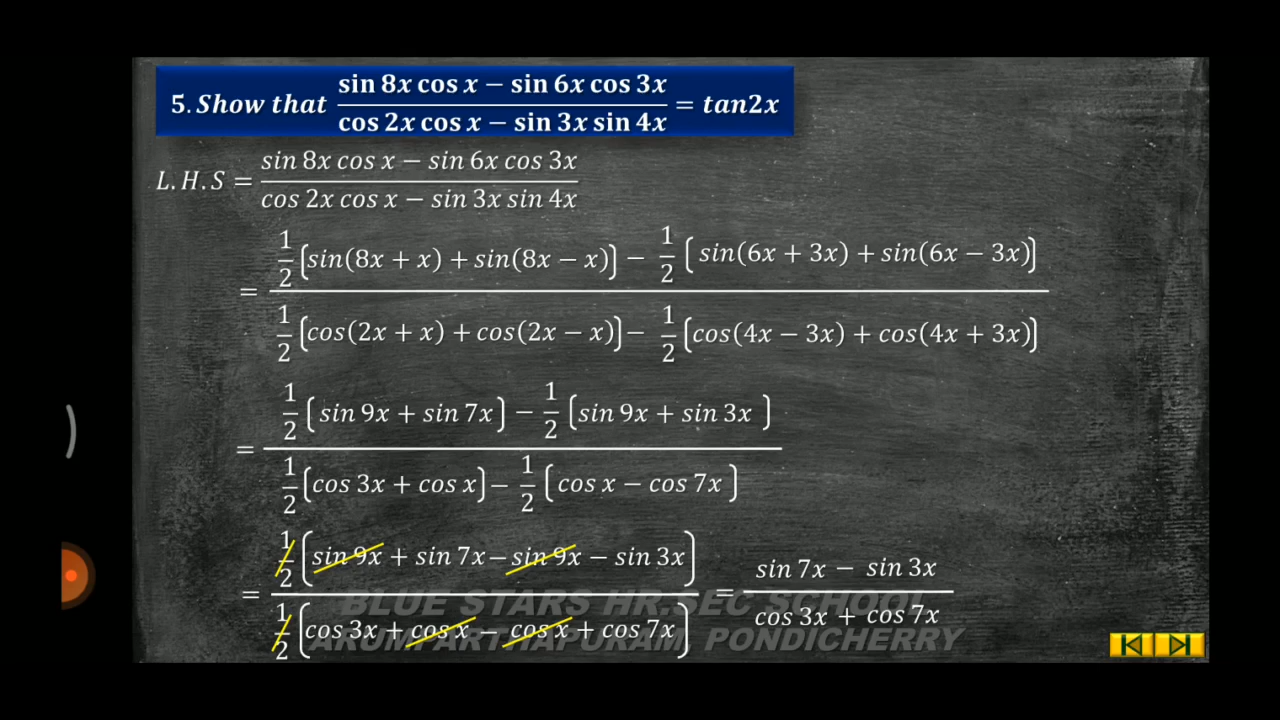 5. Show that sin 8x cos x − sin 6x cos 3x / cos 2x cos x − sin 3x sin 4x = tan2x
L.H.S = sin 8x cos x − sin 6x cos 3x / cos 2x cos x − sin 3x sin 4x
= 1/2 [sin(8x + x) + sin(8x − x)] − 1/2 [ sin(6x + 3x) + sin(6x − 3x)] / 1/2 [cos(2x + x) + cos(2x − x)] − 1/2 [cos(4x − 3x) + cos(4x + 3x)]
= 1/2 [ sin 9x + sin 7x] − 1/2 [sin 9x + sin 3x ] / 1/2 [cos 3x + cos x] − 1/2 [ cos x − cos 7x ]
= 1/2 [sin 9x + sin 7x − sin 9x − sin 3x] / 1/2 [cos 3x + cos x − cos x + cos 7x] = sin 7x − sin 3x / cos 3x + cos 7x
BLUE STARS HR.SEC SCHOOL
ARUMPARTHAPURAM, PONDICHERRY